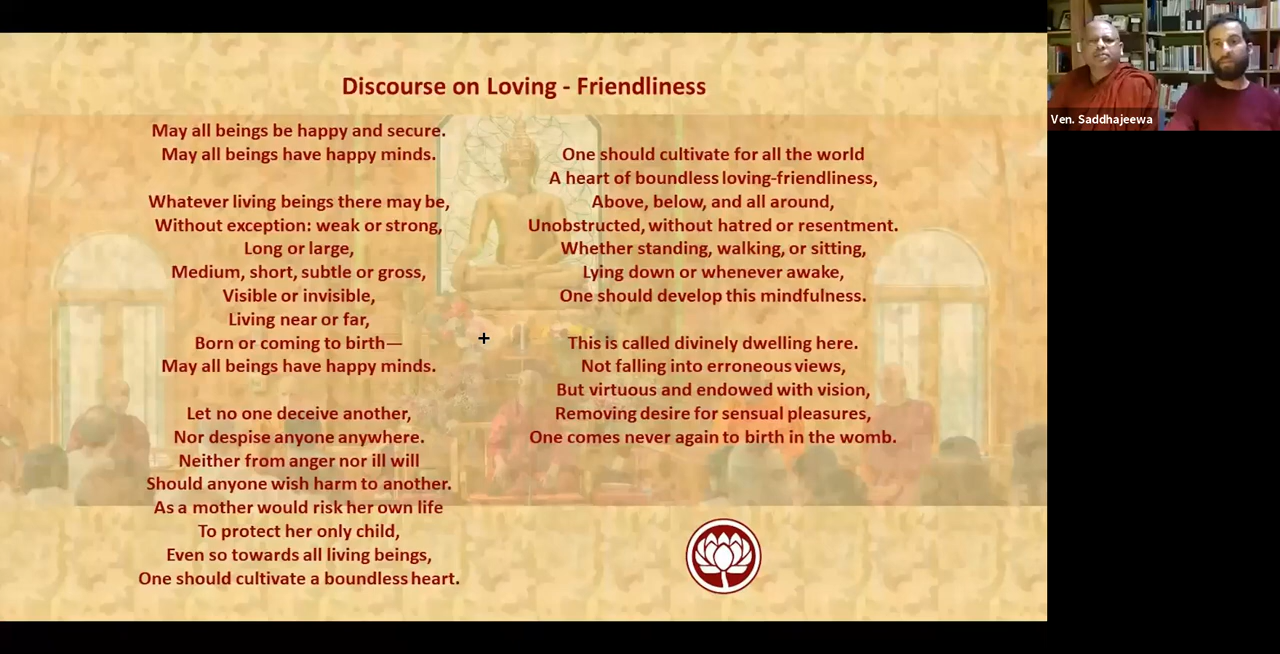 Discourse on Loving - Friendliness
May all beings be happy and secure.
May all beings have happy minds.
Whatever living beings there may be,
Without exception: weak or strong,
Long or large,
Medium, short, subtle or gross,
Visible or invisible,
Living near or far,
Born or coming to birth—
May all beings have happy minds.
Let no one deceive another,
Nor despise anyone anywhere.
Neither from anger nor ill will
Should anyone wish harm to another.
As a mother would risk her own life
To protect her only child,
Even so towards all living beings,
One should cultivate a boundless heart.
One should cultivate for all the world
A heart of boundless loving-friendliness,
Above, below, and all around,
Unobstructed, without hatred or resentment.
Whether standing, walking, or sitting,
Lying down or whenever awake,
One should develop this mindfulness.
This is called divinely dwelling here.
Not falling into erroneous views,
But virtuous and endowed with vision,
Removing desire for sensual pleasures,
One comes never again to birth in the womb.
Ven. Saddhajeewa